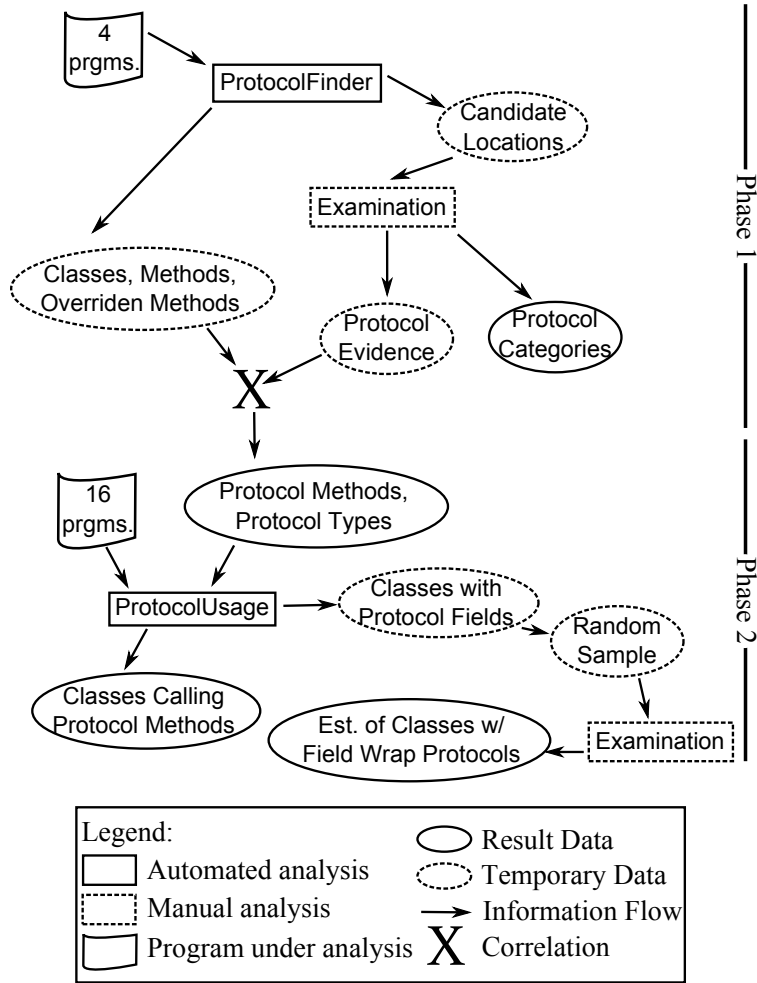 4
prgms.
ProtocolFinder
Candidate
Locations
Examination
Classes, Methods,
Overriden Methods
Protocol
Evidence
Protocol
Categories
X
Phase 1
16
prgms.
Protocol Methods,
Protocol Types
ProtocolUsage
Classes with
Protocol Fields
Random
Sample
Classes Calling
Protocol Methods
Est. of Classes w/
Field Wrap Protocols
Examination
Phase 2
Legend:
Automated analysis
Manual analysis
Program under analysis
Result Data
Temporary Data
Information Flow
X Correlation